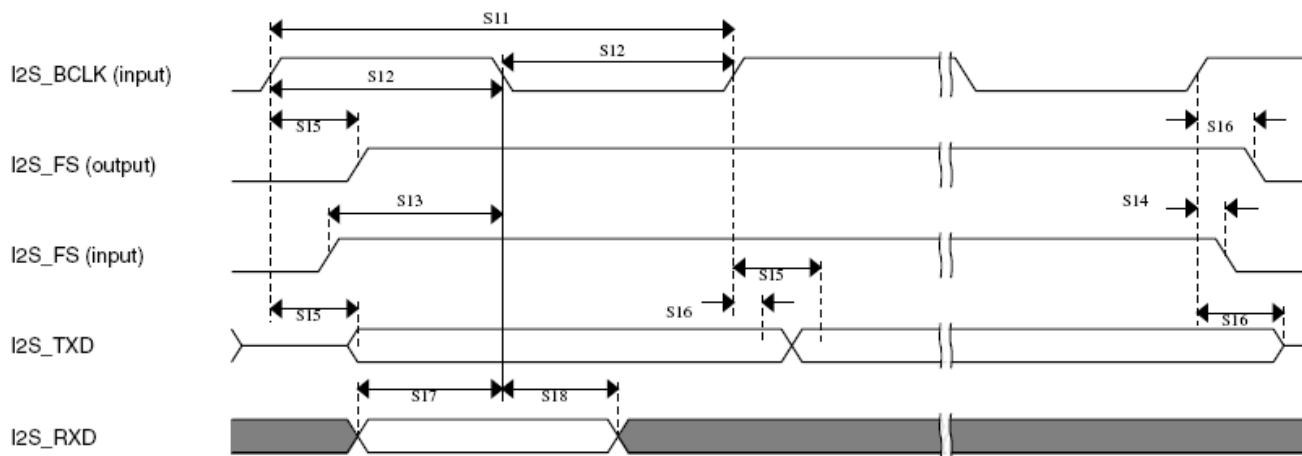 S11
I2S_BCLK (input)
S12
S12
S15
S16
I2S_FS (output)
S13
S14
I2S_FS (input)
S15
S15
S16
S16
I2S_TXD
S17
S18
I2S_RXD